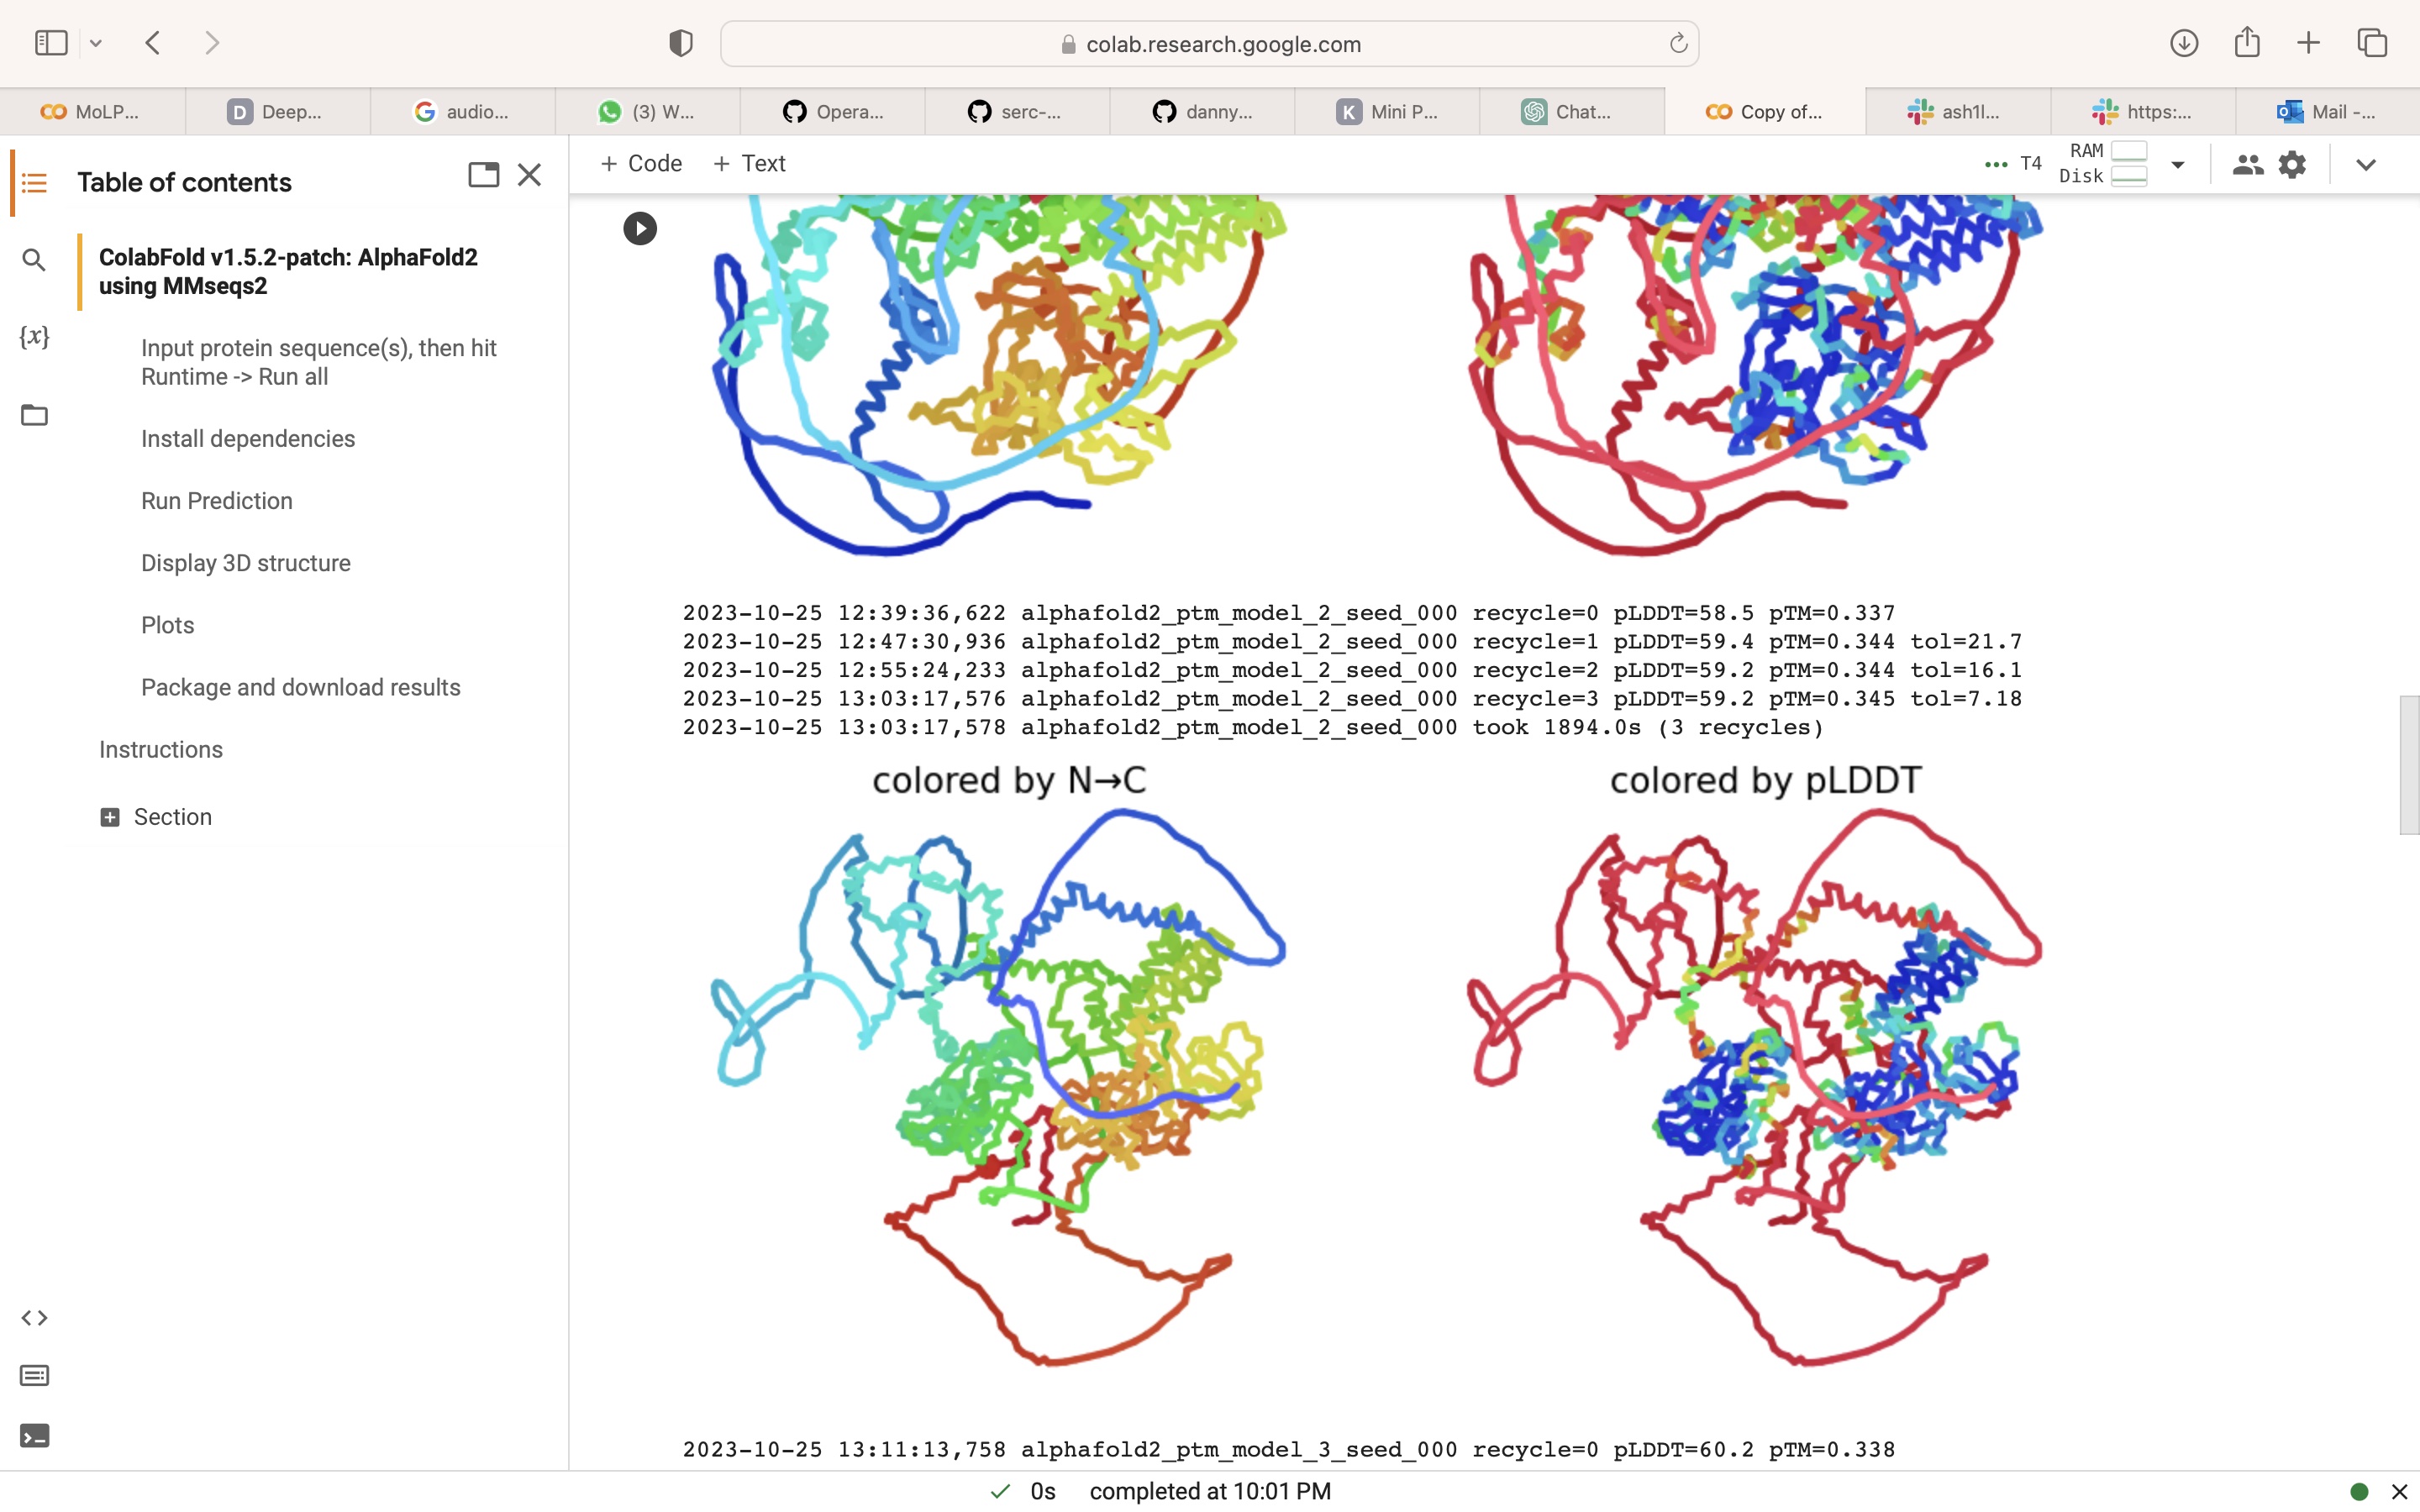 colab.research.google.com
MoLP...
Deep...
audio...
(3) W...
Opera...
serc-...
danny...
Mini P...
Chat...
Copy of...
ash1l...
https:...
Mail -...
Table of contents
+ Code + Text
T4
RAM
Disk
ColabFold v1.5.2-patch: AlphaFold2
using MMseqs2
{x}
Input protein sequence(s), then hit
Runtime -> Run all
Install dependencies
Run Prediction
Display 3D structure
Plots
Package and download results
Instructions
Section
2023-10-25 12:39:36,622 alphafold2_ptm_model_2_seed_000 recycle=0 pLDDT=58.5 pTM=0.337
2023-10-25 12:47:30,936 alphafold2_ptm_model_2_seed_000 recycle=1 pLDDT=59.4 pTM=0.344 tol=21.7
2023-10-25 12:55:24,233 alphafold2_ptm_model_2_seed_000 recycle=2 pLDDT=59.2 pTM=0.344 tol=16.1
2023-10-25 13:03:17,576 alphafold2_ptm_model_2_seed_000 recycle=3 pLDDT=59.2 pTM=0.345 tol=7.18
2023-10-25 13:03:17,578 alphafold2_ptm_model_2_seed_000 took 1894.0s (3 recycles)
colored by N→C
colored by pLDDT
2023-10-25 13:11:13,758 alphafold2_ptm_model_3_seed_000 recycle=0 pLDDT=60.2 pTM=0.338
0s completed at 10:01 PM